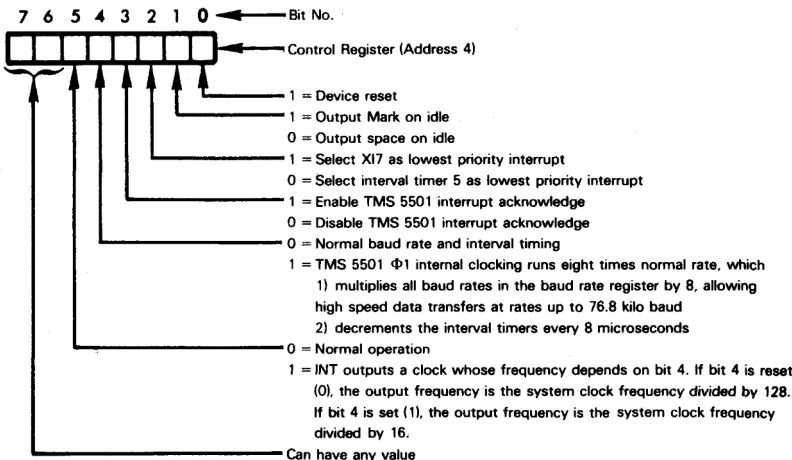 7 6 5 4 3 2 1 0 Bit No.
Control Register (Address 4)
1 = Device reset
1 = Output Mark on idle
0 = Output space on idle
1 = Select XI7 as lowest priority interrupt
0 = Select interval timer 5 as lowest priority interrupt
1 = Enable TMS 5501 interrupt acknowledge
0 = Disable TMS 5501 interrupt acknowledge
0 = Normal baud rate and interval timing
1 = TMS 5501 Φ1 internal clocking runs eight times normal rate, which
1) multiplies all baud rates in the baud rate register by 8, allowing
high speed data transfers at rates up to 76.8 kilo baud
2) decrements the interval timers every 8 microseconds
0 = Normal operation
1 = INT outputs a clock whose frequency depends on bit 4. If bit 4 is reset
(0), the output frequency is the system clock frequency divided by 128.
If bit 4 is set (1), the output frequency is the system clock frequency
divided by 16.
Can have any value